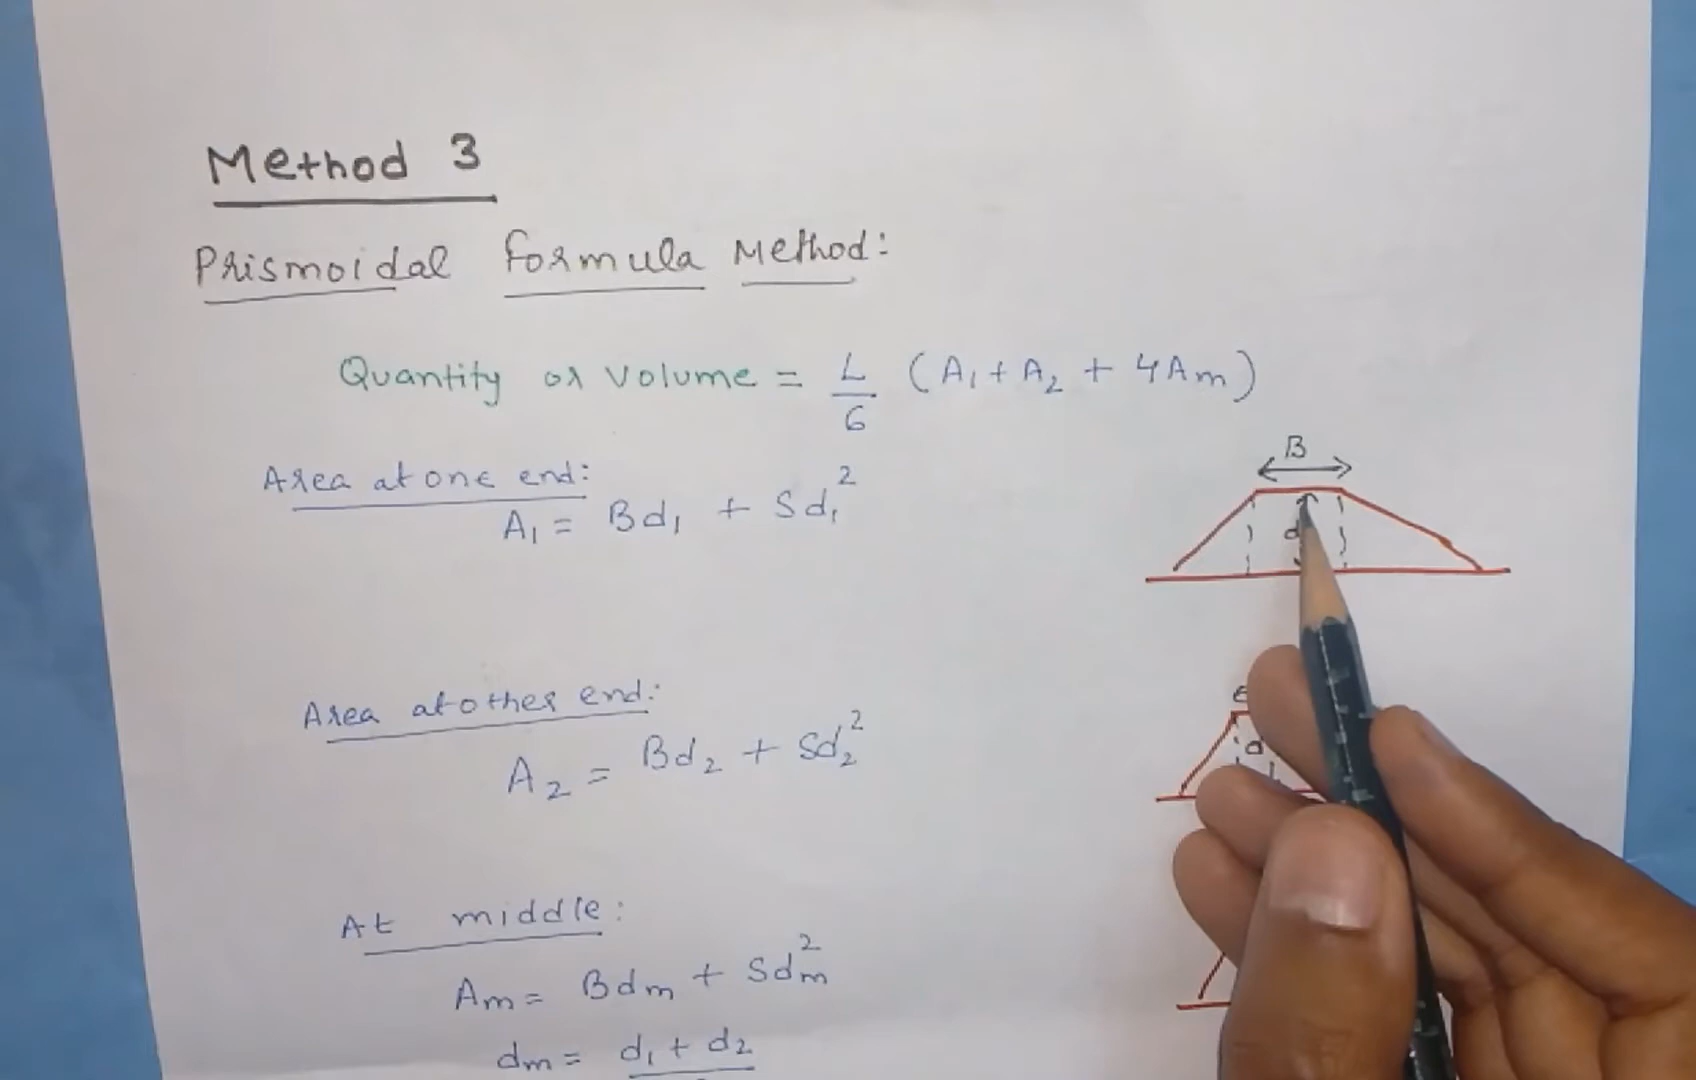 Method 3
Prismoidal Formula Method:
Quantity or Volume = L/6 (A₁ + A₂ + 4Am)
B
Area at one end:
A₁ = Bd₁ + Sd₁²
d
Area at other end:
A₂ = Bd₂ + Sd₂²
d
At middle:
Am = Bdm + Sdm²
dm = d₁ + d₂